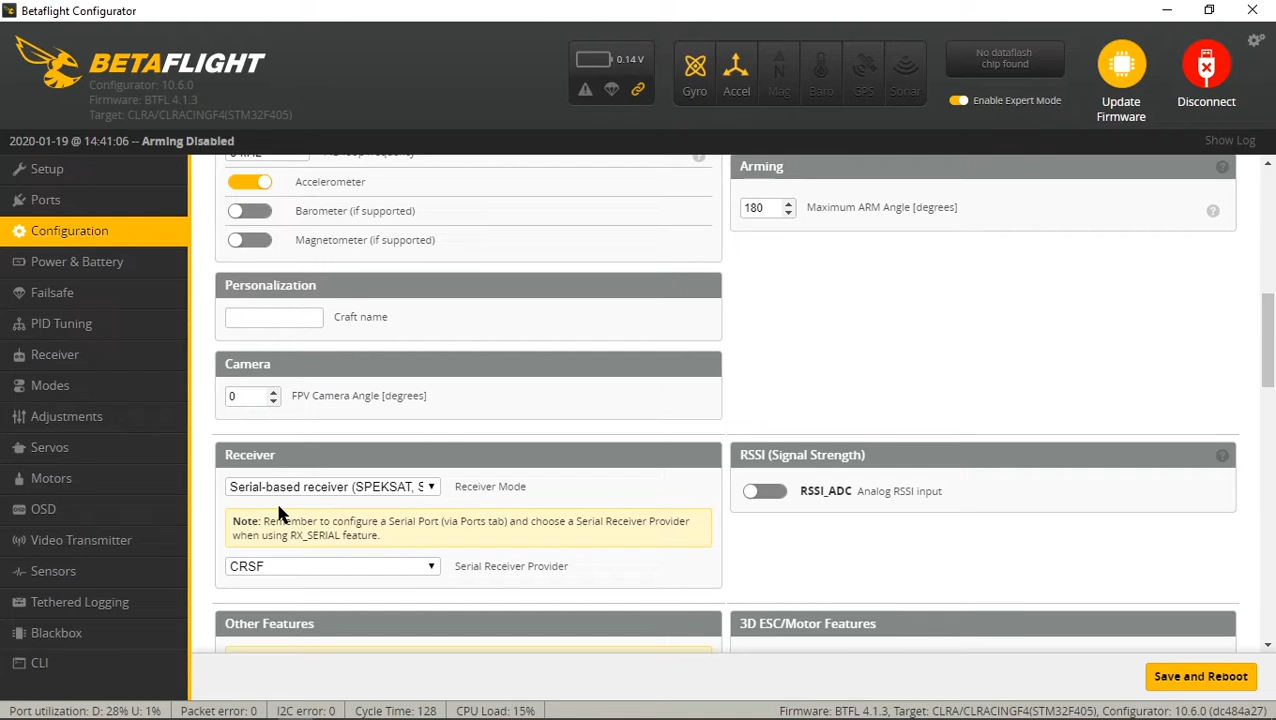 Betaflight Configurator
BETAFLIGHT
Configurator: 10.6.0
Firmware: BTFL 4.1.3
Target: CLRA/CLRACINGF4(STM32F405)
0.14 V
Gyro
Accel
Mag
Baro
GPS
Sonar
No dataflash
chip found
Enable Expert Mode
Update
Firmware
Disconnect
2020-01-19 @ 14:41:06 -- Arming Disabled
Show Log
Setup
Ports
Configuration
Power & Battery
Failsafe
PID Tuning
Receiver
Modes
Adjustments
Servos
Motors
OSD
Video Transmitter
Sensors
Tethered Logging
Blackbox
CLI
Accelerometer
Barometer (if supported)
Magnetometer (if supported)
Arming
180
Maximum ARM Angle [degrees]
Personalization
Craft name
Camera
0
FPV Camera Angle [degrees]
Receiver
Serial-based receiver (SPEKSAT, S
Receiver Mode
Note: Remember to configure a Serial Port (via Ports tab) and choose a Serial Receiver Provider
when using RX_SERIAL feature.
CRSF
Serial Receiver Provider
RSSI (Signal Strength)
RSSI_ADC Analog RSSI input
Other Features
3D ESC/Motor Features
Save and Reboot
Port utilization: D: 28% U: 1%
Packet error: 0
I2C error: 0
Cycle Time: 128
CPU Load: 15%
Firmware: BTFL 4.1.3, Target: CLRA/CLRACINGF4(STM32F405), Configurator: 10.6.0 (dc484a27)